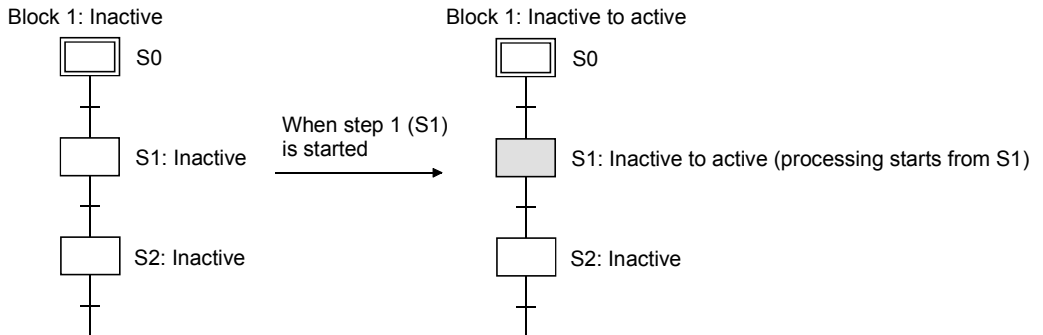 Block 1: Inactive
S0
S1: Inactive
S2: Inactive
When step 1 (S1)
is started
Block 1: Inactive to active
S0
S1: Inactive to active (processing starts from S1)
S2: Inactive